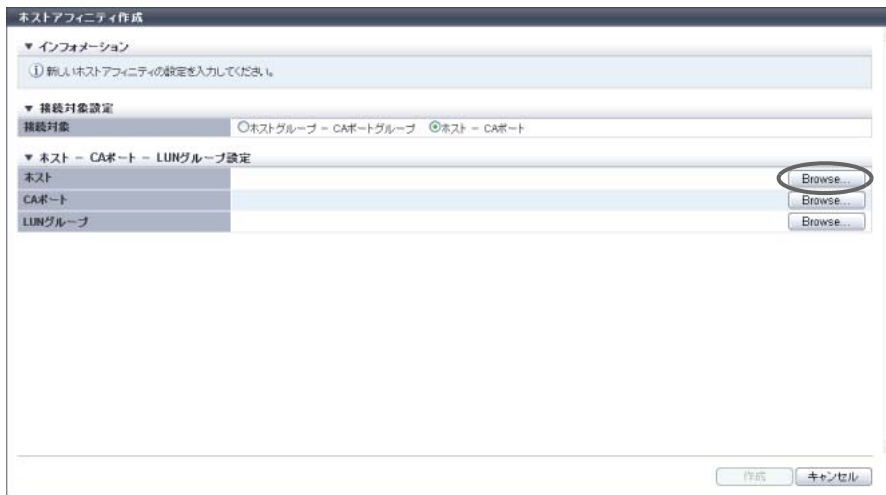 ホストアフィニティ作成
▼ インフォメーション
ⓘ 新しいホストアフィニティの設定を入力してください。
▼ 接続対象設定
接続対象 ○ホストグループ - CAポートグループ ◉ホスト - CAポート
▼ ホスト - CAポート - LUNグループ設定
ホスト Browse...
CAポート Browse...
LUNグループ Browse...
作成 キャンセル